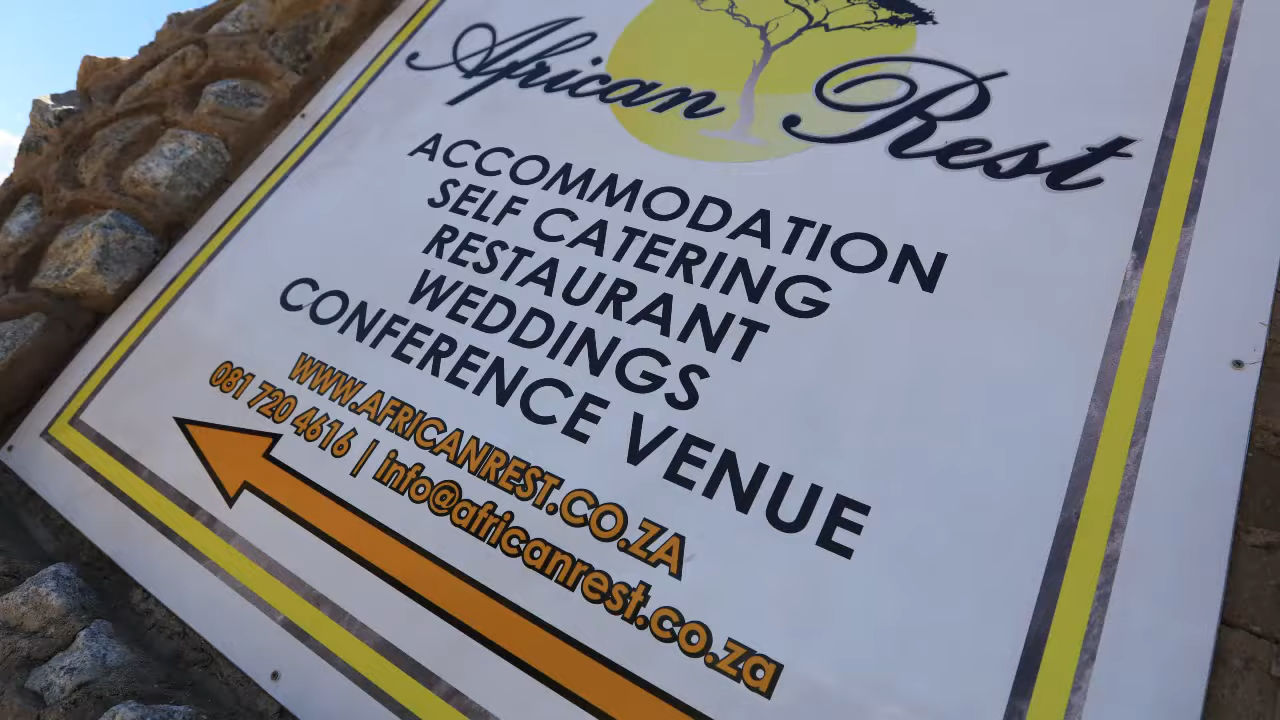 African Rest
ACCOMMODATION
SELF CATERING
RESTAURANT
WEDDINGS
CONFERENCE VENUE
WWW.AFRICANREST.CO.ZA
081 720 4616 | info@africanrest.co.za